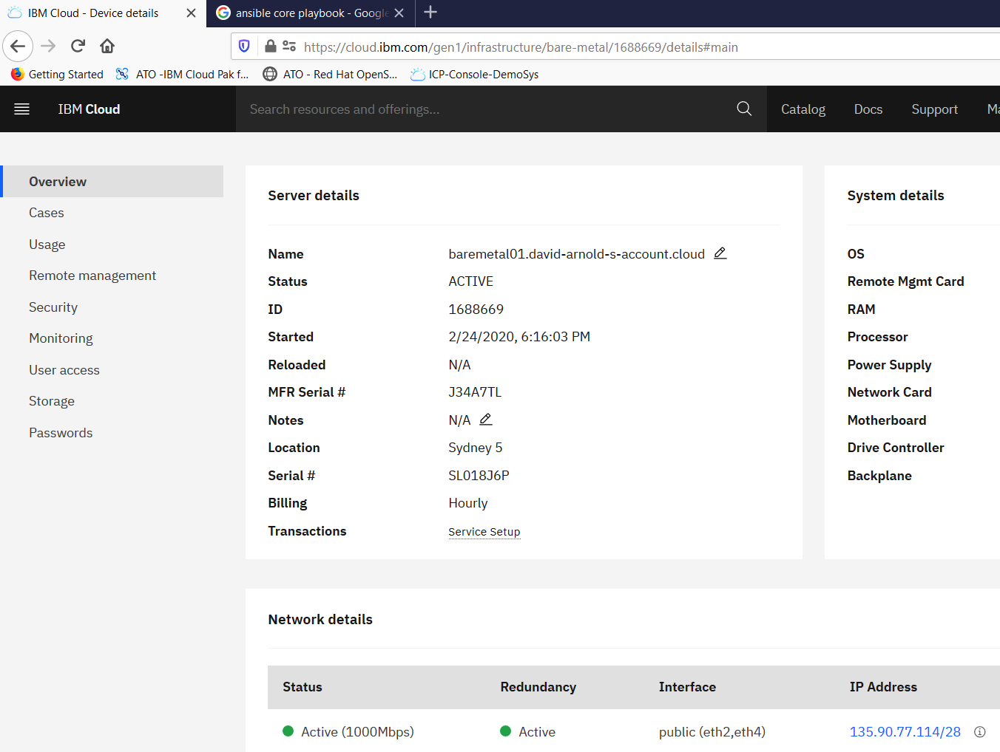 IBM Cloud - Device details
ansible core playbook - Google
https://cloud.ibm.com/gen1/infrastructure/bare-metal/1688669/details#main
Getting Started
ATO -IBM Cloud Pak f...
ATO - Red Hat OpenS...
ICP-Console-DemoSys
IBM Cloud
Search resources and offerings...
Catalog
Docs
Support
Ma
Overview
Cases
Usage
Remote management
Security
Monitoring
User access
Storage
Passwords
Server details
Name baremetal01.david-arnold-s-account.cloud
Status ACTIVE
ID 1688669
Started 2/24/2020, 6:16:03 PM
Reloaded N/A
MFR Serial # J34A7TL
Notes N/A
Location Sydney 5
Serial # SL018J6P
Billing Hourly
Transactions Service Setup
System details
OS
Remote Mgmt Card
RAM
Processor
Power Supply
Network Card
Motherboard
Drive Controller
Backplane
Network details
Status Redundancy Interface IP Address
Active (1000Mbps) Active public (eth2,eth4) 135.90.77.114/28